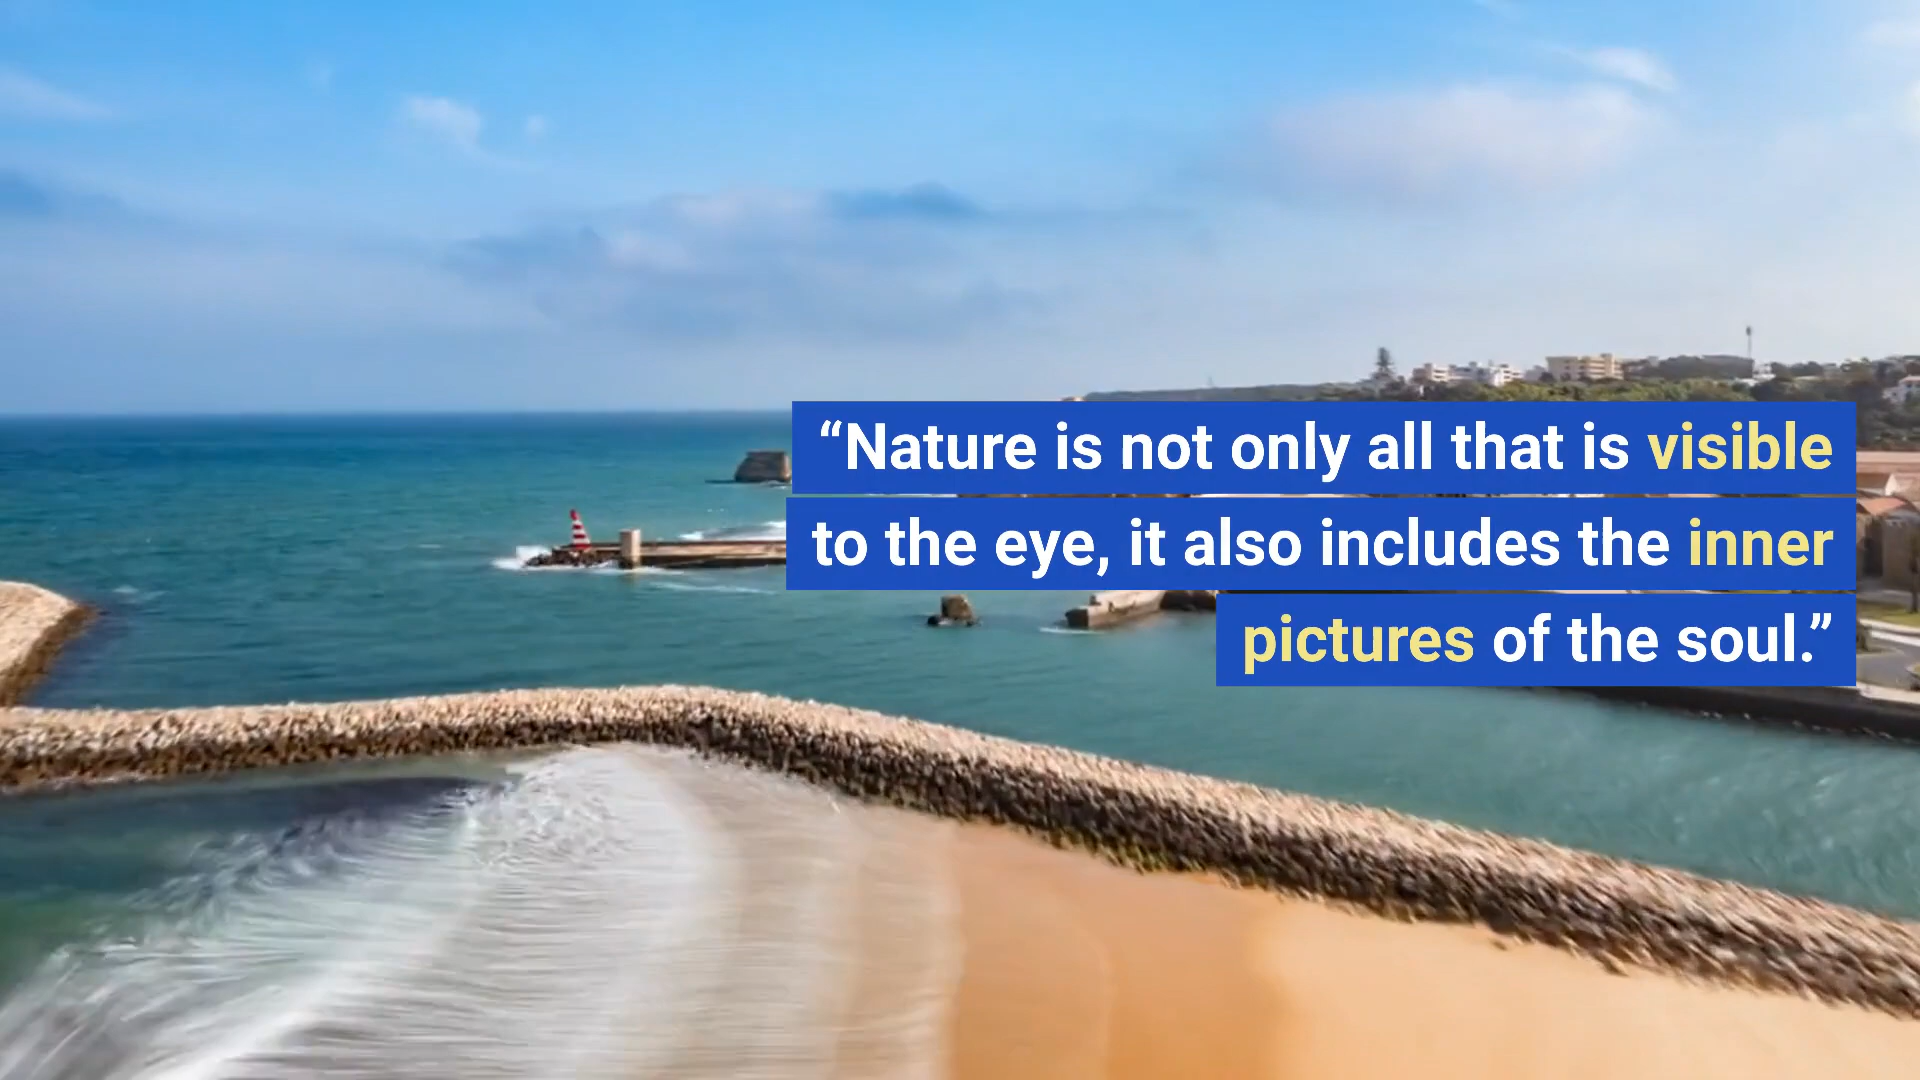 “Nature is not only all that is visible
to the eye, it also includes the inner
pictures of the soul.”